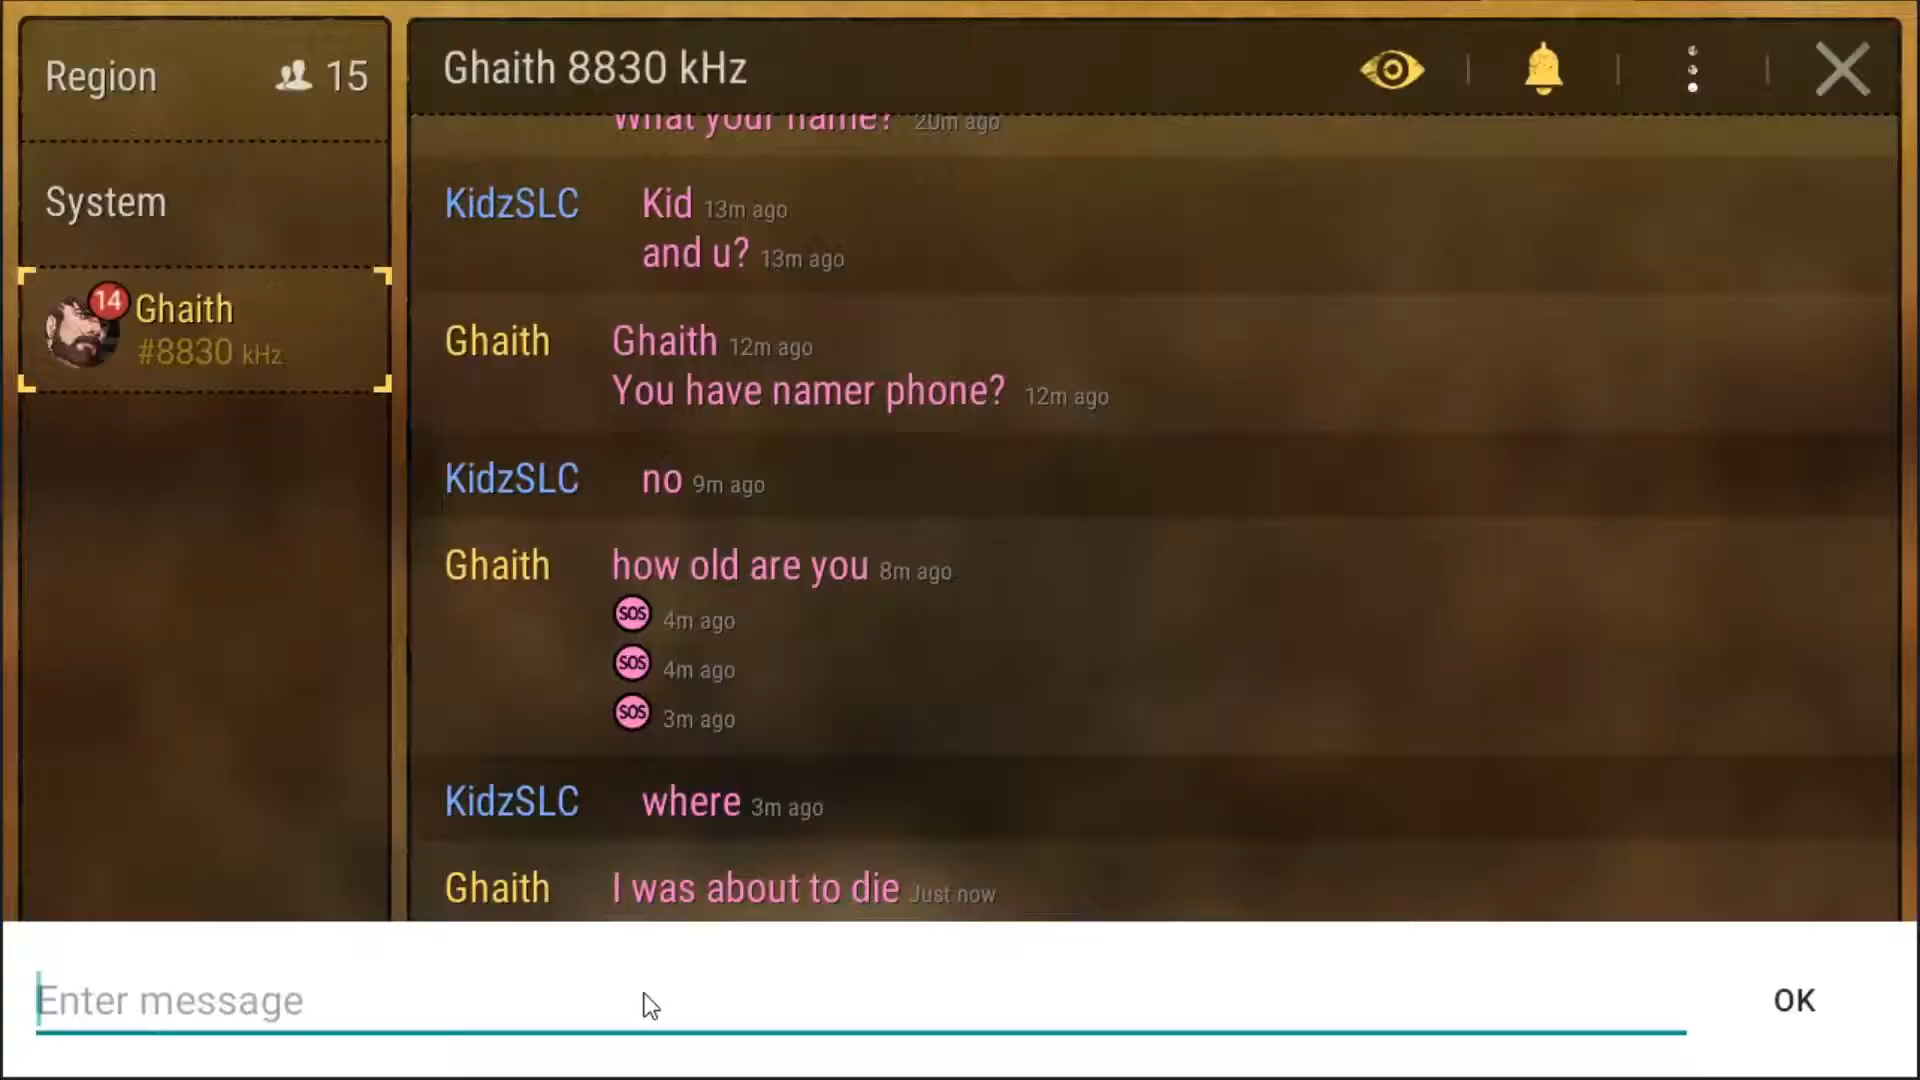 Region 15
Ghaith 8830 kHz
What your name? 20m ago
System
KidzSLC Kid 13m ago
and u? 13m ago
14
Ghaith
#8830 kHz
Ghaith Ghaith 12m ago
You have namer phone? 12m ago
KidzSLC no 9m ago
Ghaith how old are you 8m ago
SOS 4m ago
SOS 4m ago
SOS 3m ago
KidzSLC where 3m ago
Ghaith I was about to die Just now
Enter message
OK